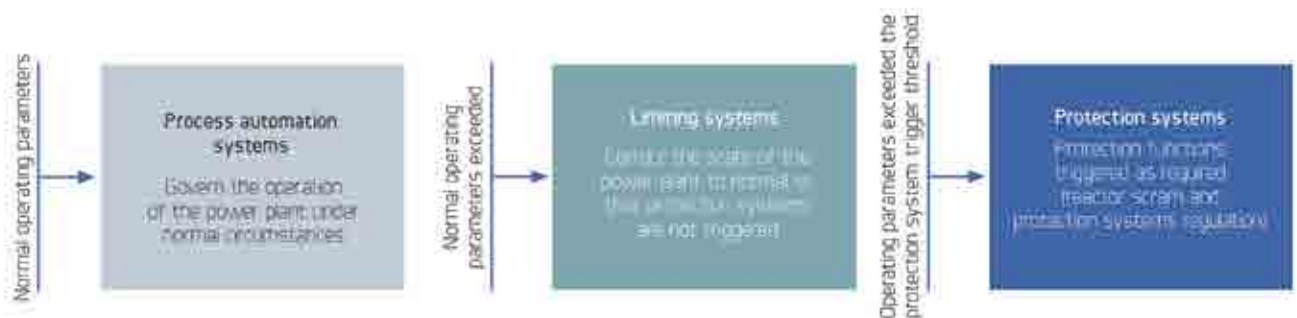 Normal operating parameters
Process automation
systems
Govern the operation
of the power plant under
normal circumstances
Normal operating
parameters exceeded
Limiting systems
the state of the
power plant to normal so
that protection systems
are not triggered
Operating parameters exceeded the
protection system trigger threshold
Protection systems
Protection functions
triggered as required
(reactor scram and
protection systems regulation)